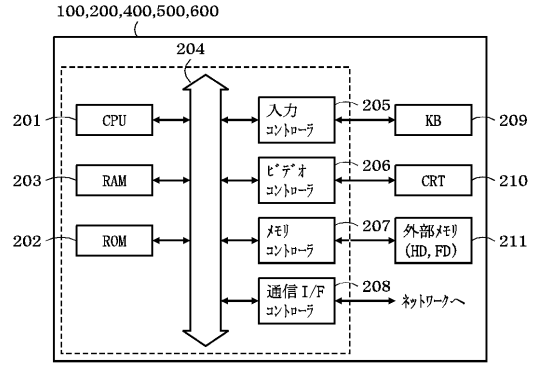 100,200,400,500,600
204
201
CPU
入力
コントローラ
205
KB
209
203
RAM
ビデオ
コントローラ
206
CRT
210
202
ROM
メモリ
コントローラ
207
外部メモリ
(HD,FD)
211
通信I/F
コントローラ
208
ネットワークへ